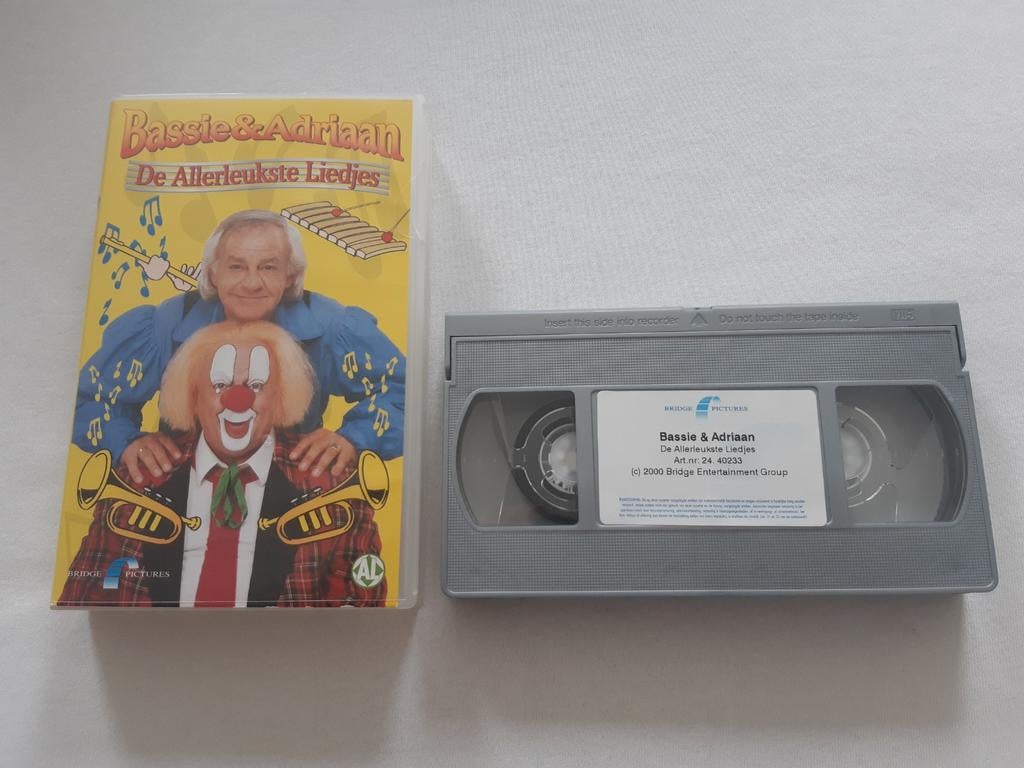 Bassie & Adriaan
De Allerleukste Liedjes
BRIDGE PICTURES
AL
Insert this side into recorder Do not touch the tape inside
BRIDGE PICTURES
Bassie & Adriaan
De Allerleukste Liedjes
Art.nr: 24. 40233
(c) 2000 Bridge Entertainment Group